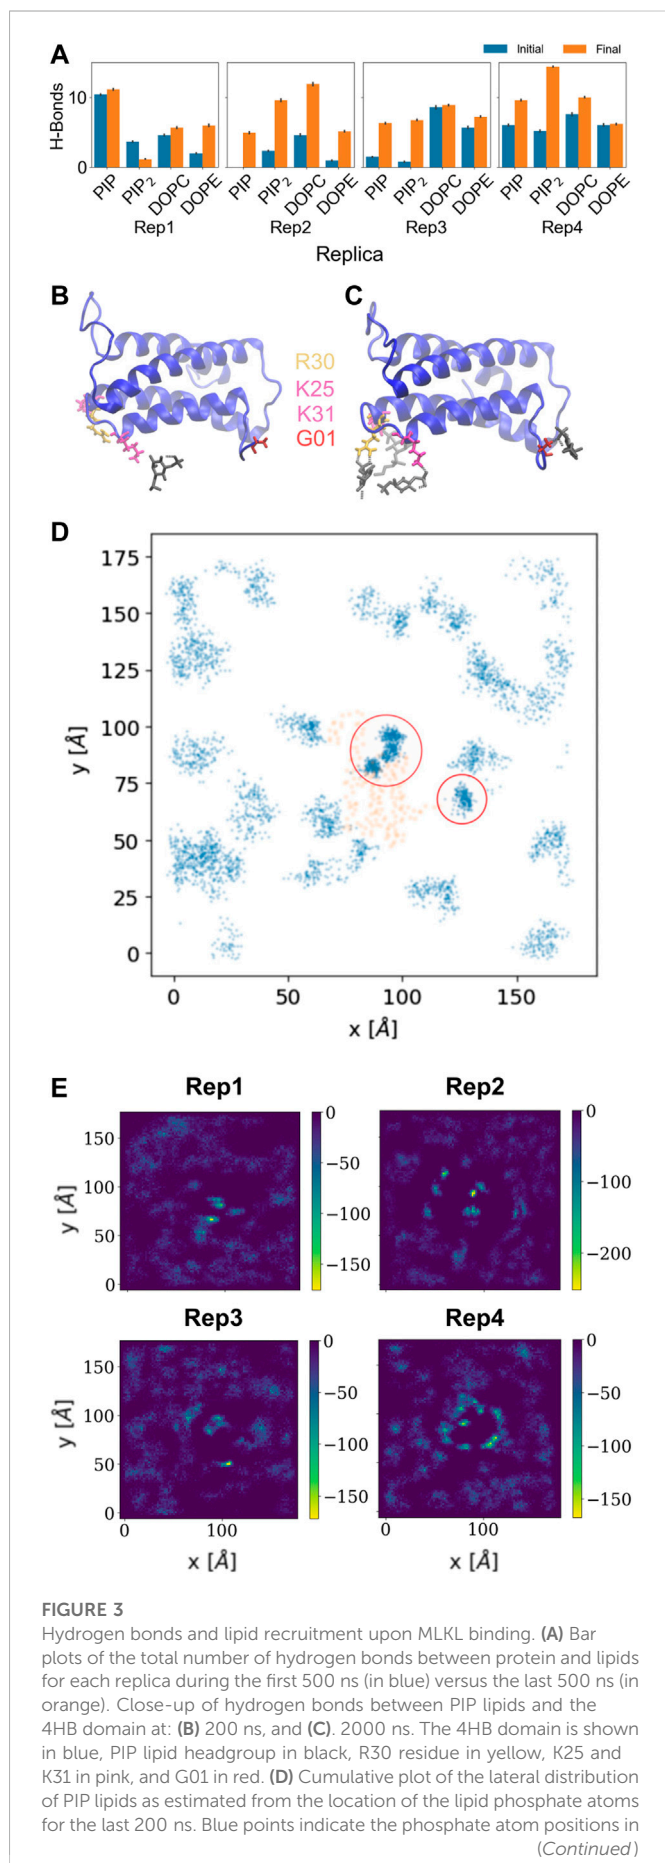 A
Initial Final
H-Bonds
10
0
PIP PIP2 DOPC DOPE PIP PIP2 DOPC DOPE PIP PIP2 DOPC DOPE PIP PIP2 DOPC DOPE
Rep1 Rep2 Rep3 Rep4
Replica
B C
R30
K25
K31
G01
D
175
150
125
100
75
50
25
0
y [Å]
0 50 100 150
x [Å]
E
Rep1 Rep2
150
100
50
0
y [Å]
0
−50
−100
−150
0
−100
−200
Rep3 Rep4
150
100
50
0
y [Å]
0
−50
−100
−150
0
−50
−100
−150
0 100 0 100
x [Å] x [Å]
FIGURE 3
Hydrogen bonds and lipid recruitment upon MLKL binding. (A) Bar
plots of the total number of hydrogen bonds between protein and lipids
for each replica during the first 500 ns (in blue) versus the last 500 ns (in
orange). Close-up of hydrogen bonds between PIP lipids and the
4HB domain at: (B) 200 ns, and (C). 2000 ns. The 4HB domain is shown
in blue, PIP lipid headgroup in black, R30 residue in yellow, K25 and
K31 in pink, and G01 in red. (D) Cumulative plot of the lateral distribution
of PIP lipids as estimated from the location of the lipid phosphate atoms
for the last 200 ns. Blue points indicate the phosphate atom positions in
(Continued)